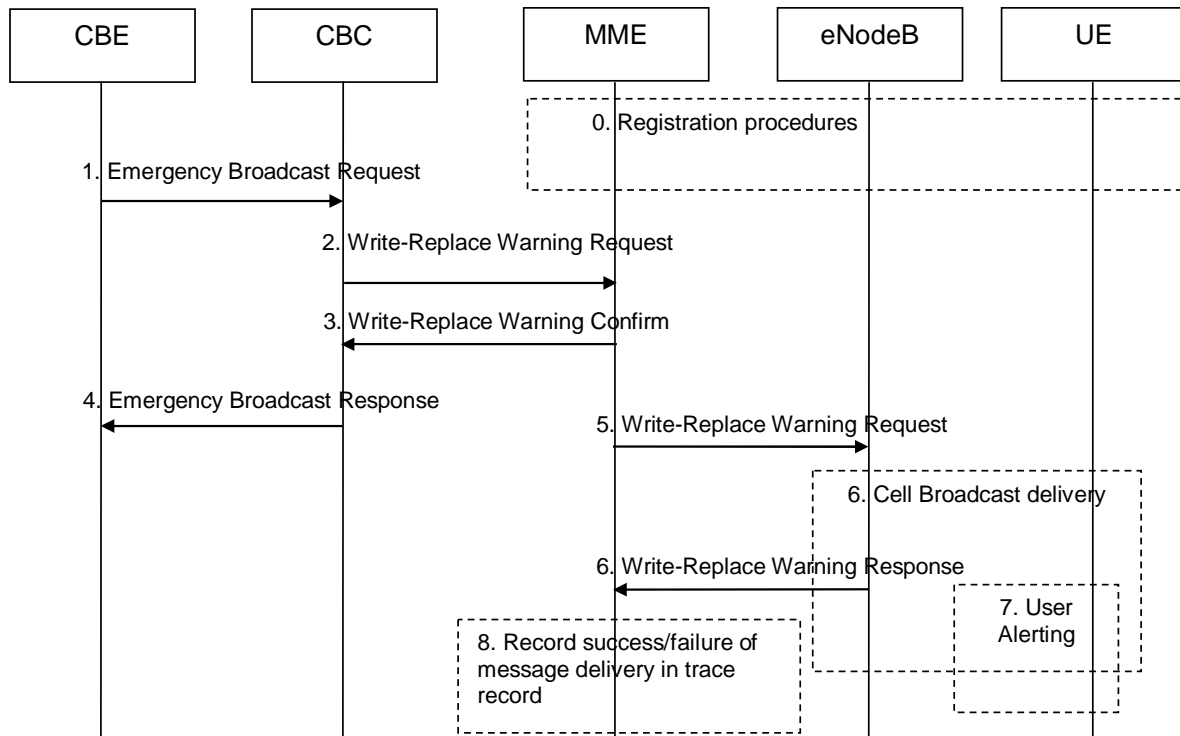 CBE
CBC
MME
eNodeB
UE
0. Registration procedures
1. Emergency Broadcast Request
2. Write-Replace Warning Request
3. Write-Replace Warning Confirm
4. Emergency Broadcast Response
5. Write-Replace Warning Request
6. Cell Broadcast delivery
6. Write-Replace Warning Response
7. User
Alerting
8. Record success/failure of
message delivery in trace
record